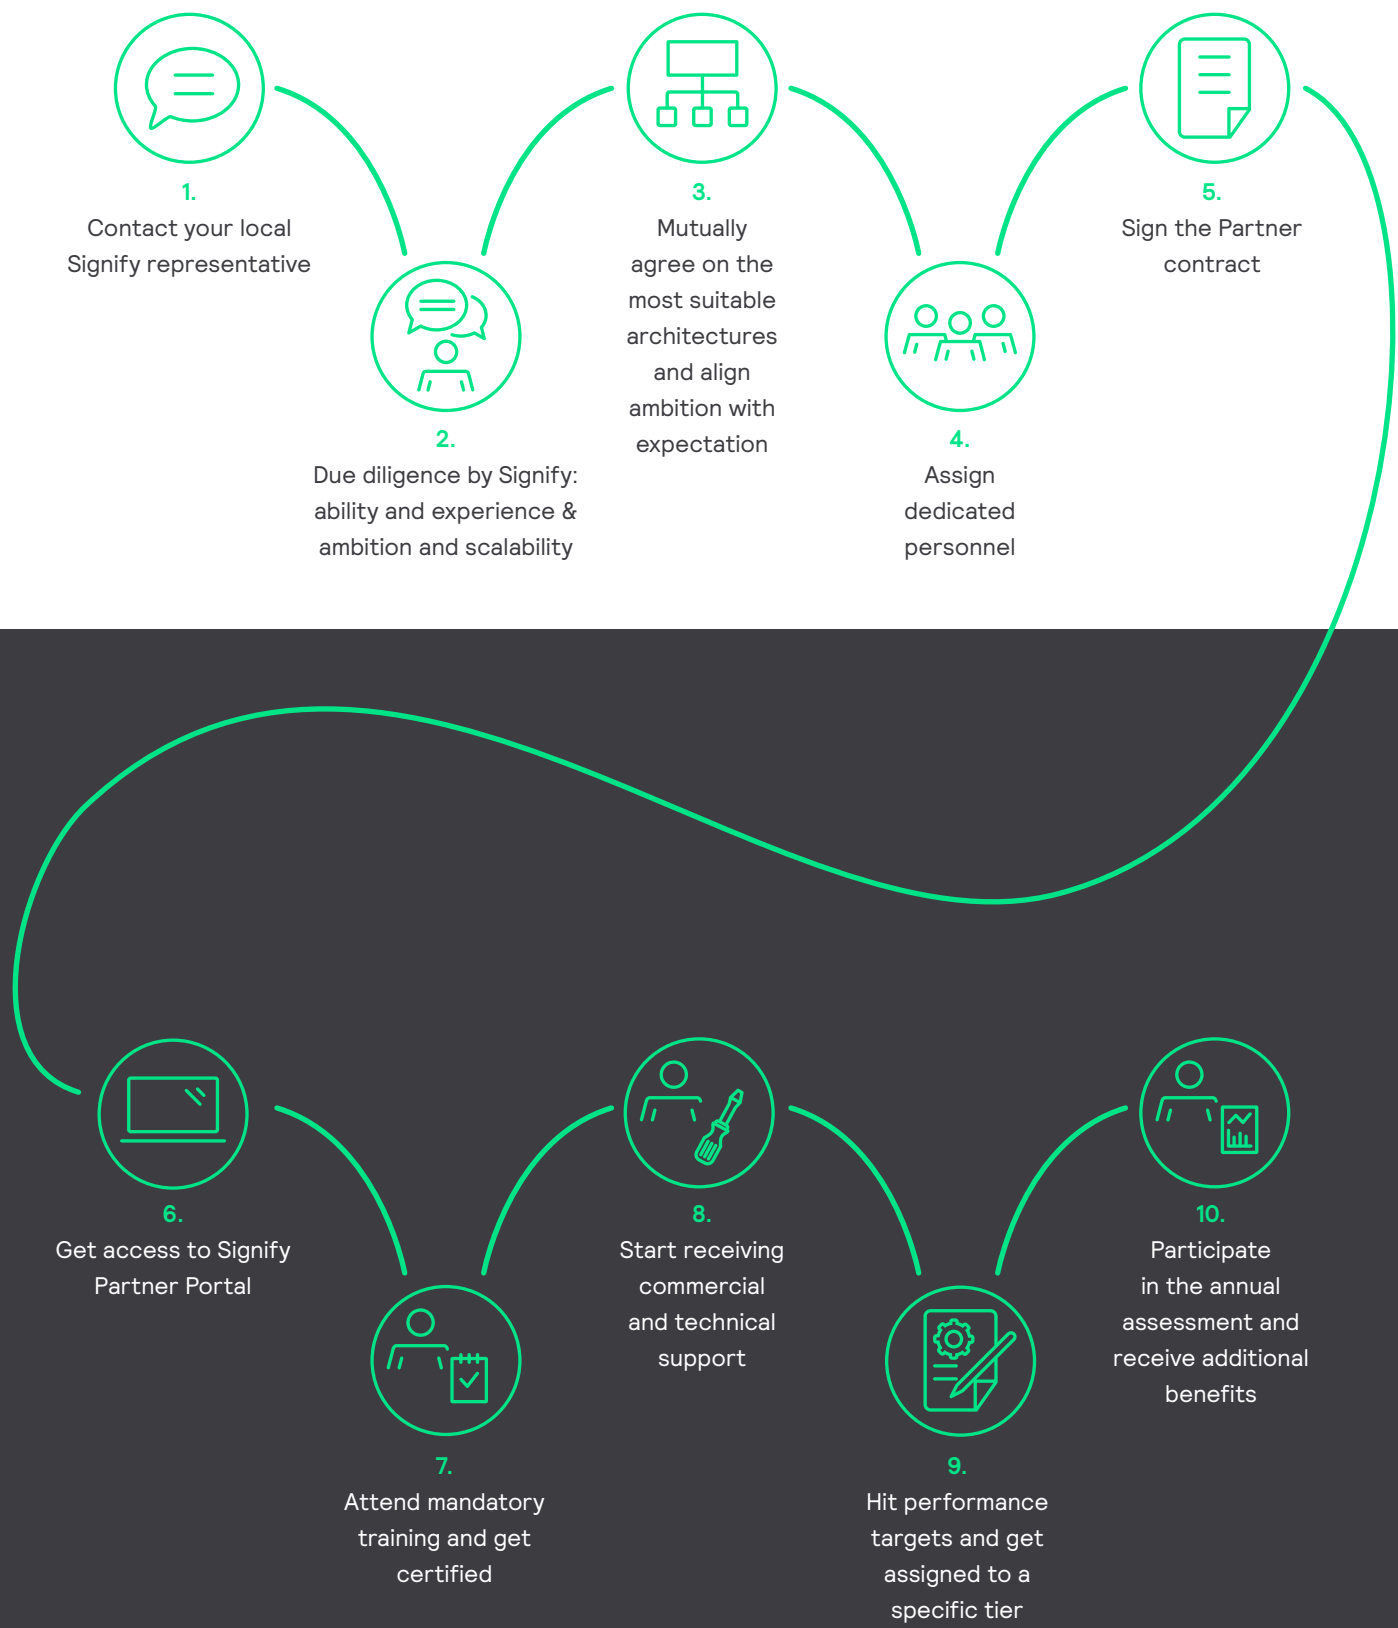 1.
Contact your local
Signify representative
2.
Due diligence by Signify:
ability and experience &
ambition and scalability
3.
Mutually
agree on the
most suitable
architectures
and align
ambition with
expectation
4.
Assign
dedicated
personnel
5.
Sign the Partner
contract
6.
Get access to Signify
Partner Portal
7.
Attend mandatory
training and get
certified
8.
Start receiving
commercial
and technical
support
9.
Hit performance
targets and get
assigned to a
specific tier
10.
Participate
in the annual
assessment and
receive additional
benefits